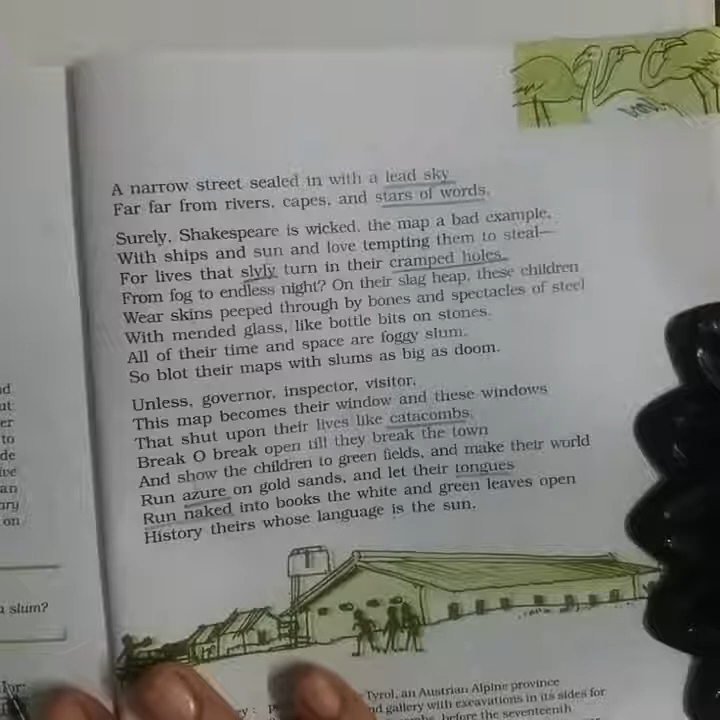 A narrow street sealed in with a lead sky
Far far from rivers, capes, and stars of words.
Surely, Shakespeare is wicked, the map a bad example,
With ships and sun and love tempting them to steal—
For lives that slyly turn in their cramped holes
From fog to endless night? On their slag heap, these children
Wear skins peeped through by bones and spectacles of steel
With mended glass, like bottle bits on stones.
All of their time and space are foggy slum.
So blot their maps with slums as big as doom.
Unless, governor, inspector, visitor,
This map becomes their window and these windows
That shut upon their lives like catacombs,
Break O break open till they break the town
And show the children to green fields, and make their world
Run azure on gold sands, and let their tongues
Run naked into books the white and green leaves open
History theirs whose language is the sun.
to
de
an
on
slum?
Tyrol, an Austrian Alpine province
gallery with excavations in its sides for
before the seventeenth